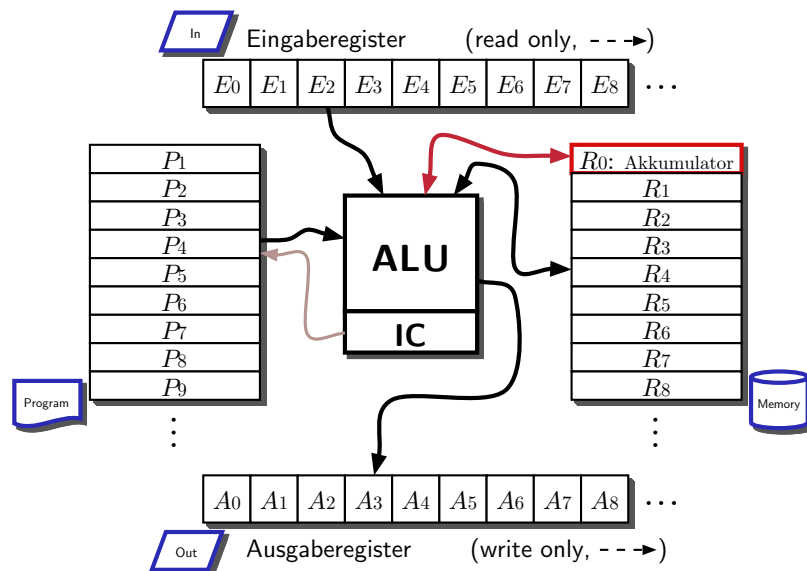 In
Eingaberegister (read only, - - - →)
E0 E1 E2 E3 E4 E5 E6 E7 E8 ...
P1
P2
P3
P4
P5
P6
P7
P8
P9
Program
ALU
IC
R0: Akkumulator
R1
R2
R3
R4
R5
R6
R7
R8
Memory
A0 A1 A2 A3 A4 A5 A6 A7 A8 ...
Out
Ausgaberegister (write only, - - - →)